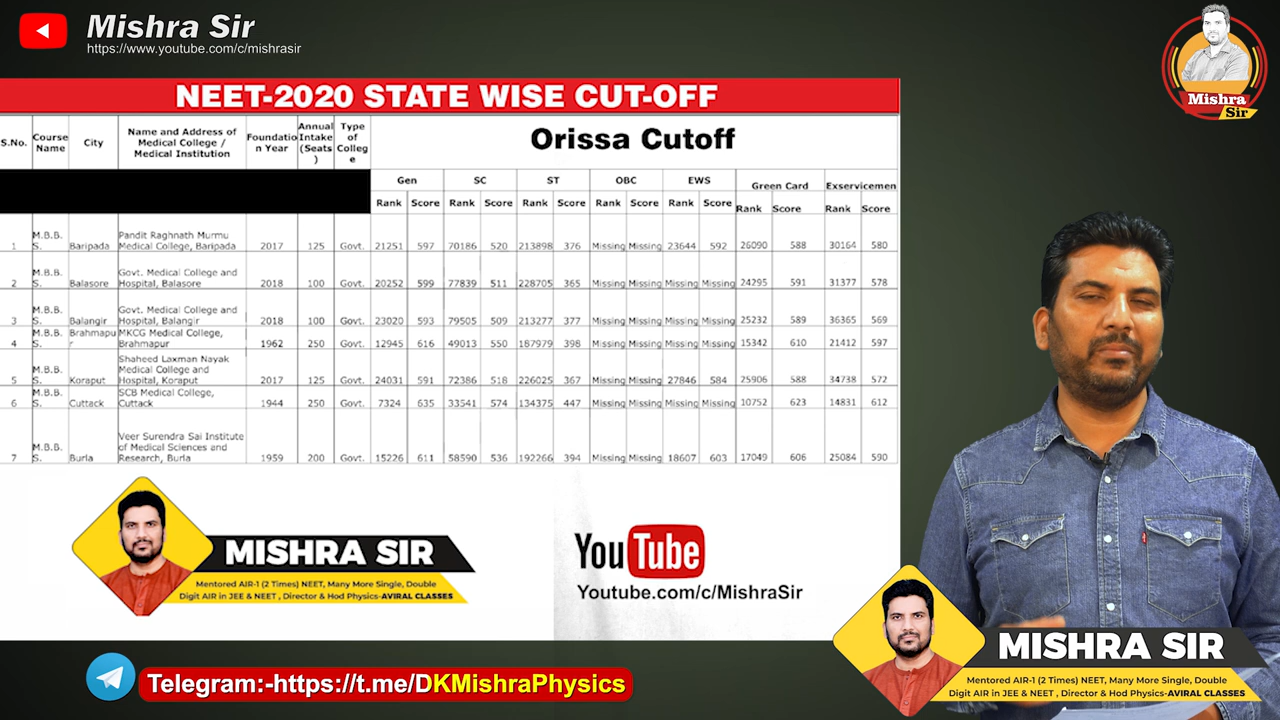 Mishra Sir
https://www.youtube.com/c/mishrasir
Mishra
Sir
NEET-2020 STATE WISE CUT-OFF
S.No. Course Name City Name and Address of Medical College / Medical Institution Foundation Year Annual Intake (Seats) Type of College Orissa Cutoff
Gen SC ST OBC EWS Green Card Exservicemen
Rank Score Rank Score Rank Score Rank Score Rank Score Rank Score Rank Score
1 M.B.B.S. Baripada Pandit Raghnath Murmu Medical College, Baripada 2017 125 Govt. 21251 597 70186 520 213898 376 Missing Missing 23644 592 26090 588 30164 580
2 M.B.B.S. Balasore Govt. Medical College and Hospital, Balasore 2018 100 Govt. 20252 599 77839 511 228705 365 Missing Missing Missing Missing 24295 591 31377 578
3 M.B.B.S. Balangir Govt. Medical College and Hospital, Balangir 2018 100 Govt. 23020 593 79505 509 213277 377 Missing Missing Missing Missing 25232 589 36365 569
4 M.B.B.S. Brahmapur MKCG Medical College, Brahmapur 1962 250 Govt. 12945 616 49013 550 187979 398 Missing Missing Missing Missing 15342 610 21412 597
5 M.B.B.S. Koraput Shaheed Laxman Nayak Medical College and Hospital, Koraput 2017 125 Govt. 24031 591 72386 518 226025 367 Missing Missing 27846 584 25906 588 34738 572
6 M.B.B.S. Cuttack SCB Medical College, Cuttack 1944 250 Govt. 7324 635 33541 574 134375 447 Missing Missing Missing Missing 10752 623 14831 612
7 M.B.B.S. Burla Veer Surendra Sai Institute of Medical Sciences and Research, Burla 1959 200 Govt. 15226 611 58590 536 192266 394 Missing Missing 18607 603 17049 606 25084 590
MISHRA SIR
Mentored AIR-1 (2 Times) NEET, Many More Single, Double
Digit AIR in JEE & NEET , Director & Hod Physics-AVIRAL CLASSES
YouTube
Youtube.com/c/MishraSir
Telegram:-https://t.me/DKMishraPhysics
MISHRA SIR
Mentored AIR-1 (2 Times) NEET, Many More Single, Double
Digit AIR in JEE & NEET , Director & Hod Physics-AVIRAL CLASSES